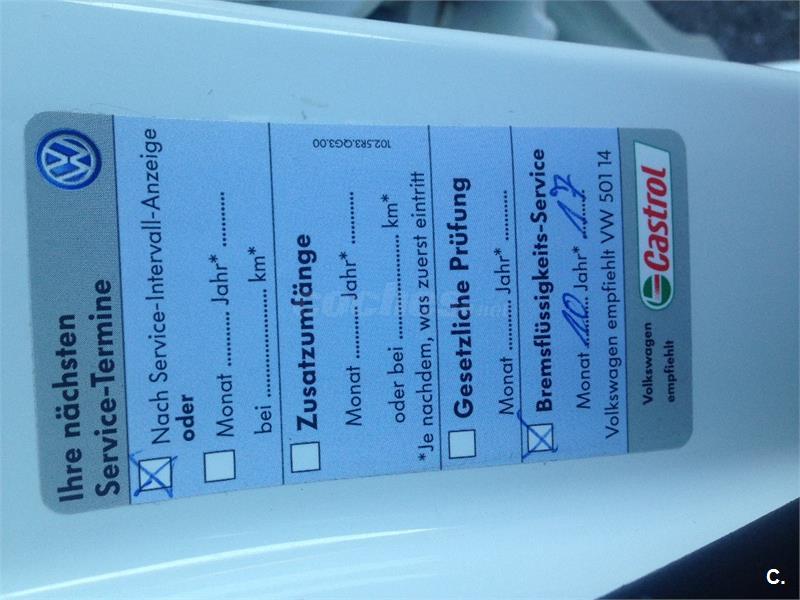 Ihre nächsten
Service-Termine
Nach Service-Intervall-Anzeige
oder
Monat ........... Jahr* ...........
bei .................... km*
102.5R3.QG3.00
Zusatzumfänge
Monat ........... Jahr* ...........
oder bei .................... km*
*Je nachdem, was zuerst eintritt
Gesetzliche Prüfung
Monat ........... Jahr* ...........
Bremsflüssigkeits-Service
Monat 10 Jahr* 17
Volkswagen empfiehlt VW 501 14
Volkswagen
empfiehlt
Castrol
coches.net
C.